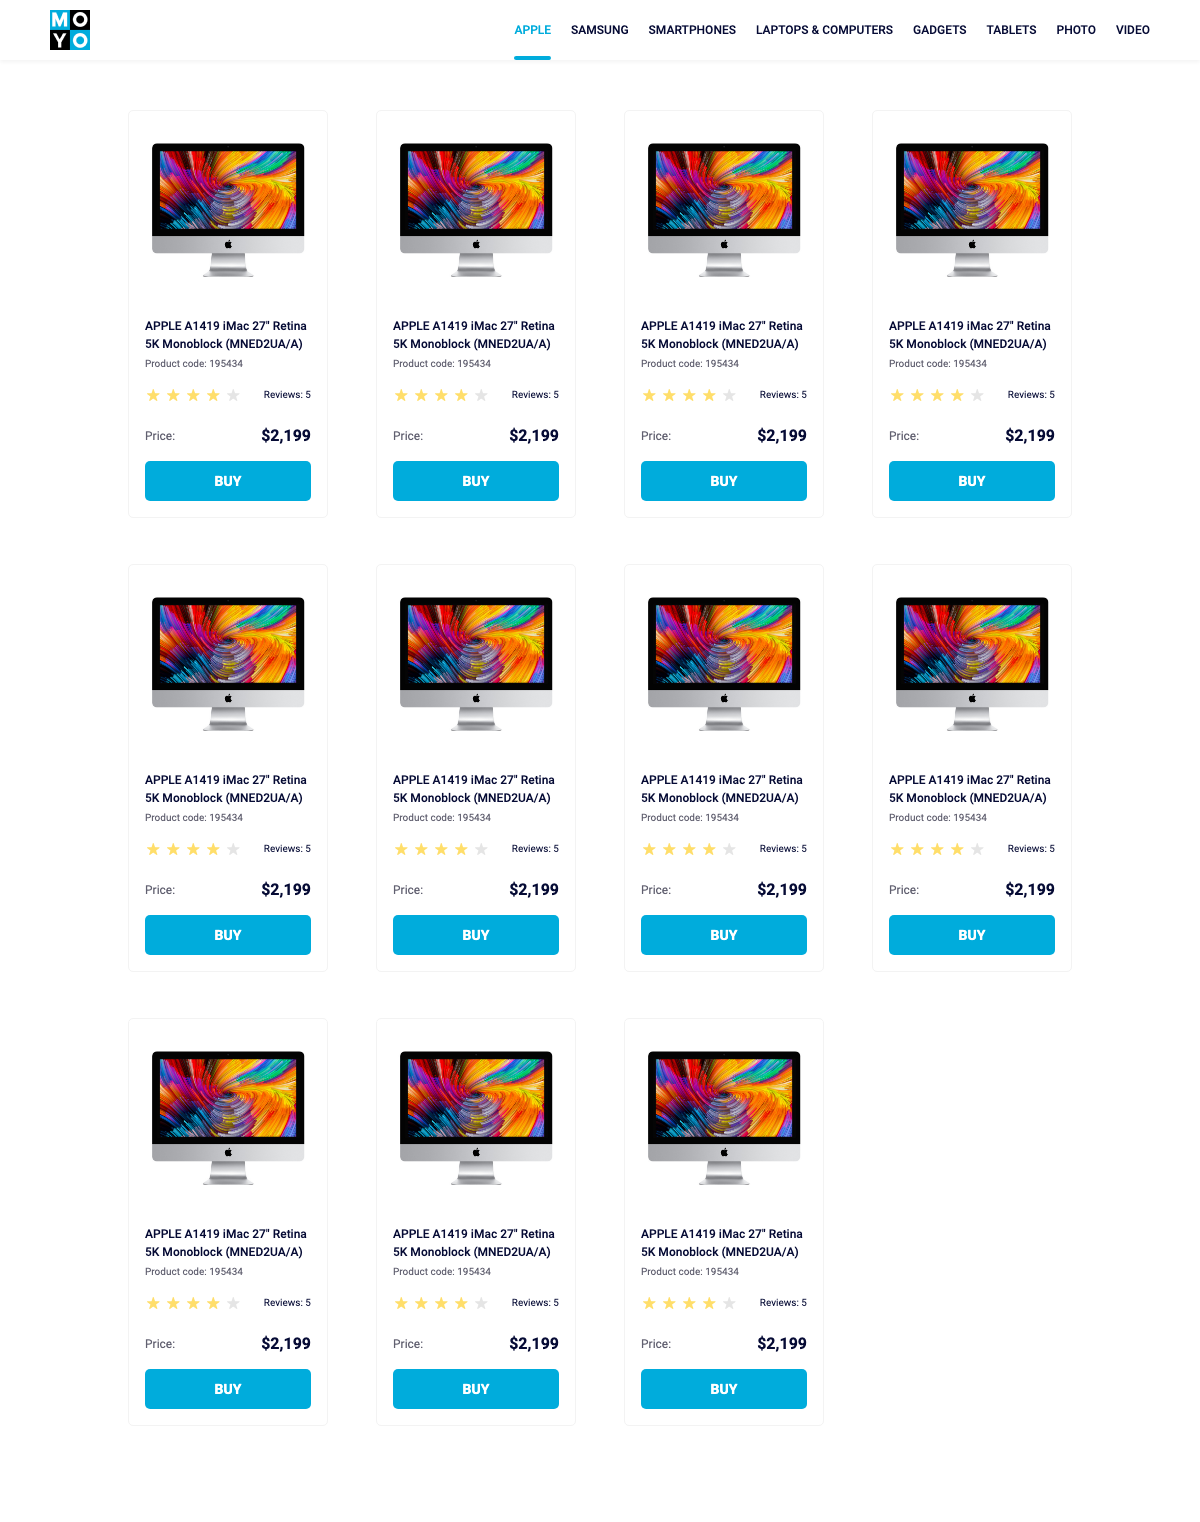 MO
YO
APPLE SAMSUNG SMARTPHONES LAPTOPS & COMPUTERS GADGETS TABLETS PHOTO VIDEO
APPLE A1419 iMac 27" Retina
5K Monoblock (MNED2UA/A)
Product code: 195434
Reviews: 5
Price: $2,199
BUY
APPLE A1419 iMac 27" Retina
5K Monoblock (MNED2UA/A)
Product code: 195434
Reviews: 5
Price: $2,199
BUY
APPLE A1419 iMac 27" Retina
5K Monoblock (MNED2UA/A)
Product code: 195434
Reviews: 5
Price: $2,199
BUY
APPLE A1419 iMac 27" Retina
5K Monoblock (MNED2UA/A)
Product code: 195434
Reviews: 5
Price: $2,199
BUY
APPLE A1419 iMac 27" Retina
5K Monoblock (MNED2UA/A)
Product code: 195434
Reviews: 5
Price: $2,199
BUY
APPLE A1419 iMac 27" Retina
5K Monoblock (MNED2UA/A)
Product code: 195434
Reviews: 5
Price: $2,199
BUY
APPLE A1419 iMac 27" Retina
5K Monoblock (MNED2UA/A)
Product code: 195434
Reviews: 5
Price: $2,199
BUY
APPLE A1419 iMac 27" Retina
5K Monoblock (MNED2UA/A)
Product code: 195434
Reviews: 5
Price: $2,199
BUY
APPLE A1419 iMac 27" Retina
5K Monoblock (MNED2UA/A)
Product code: 195434
Reviews: 5
Price: $2,199
BUY
APPLE A1419 iMac 27" Retina
5K Monoblock (MNED2UA/A)
Product code: 195434
Reviews: 5
Price: $2,199
BUY
APPLE A1419 iMac 27" Retina
5K Monoblock (MNED2UA/A)
Product code: 195434
Reviews: 5
Price: $2,199
BUY